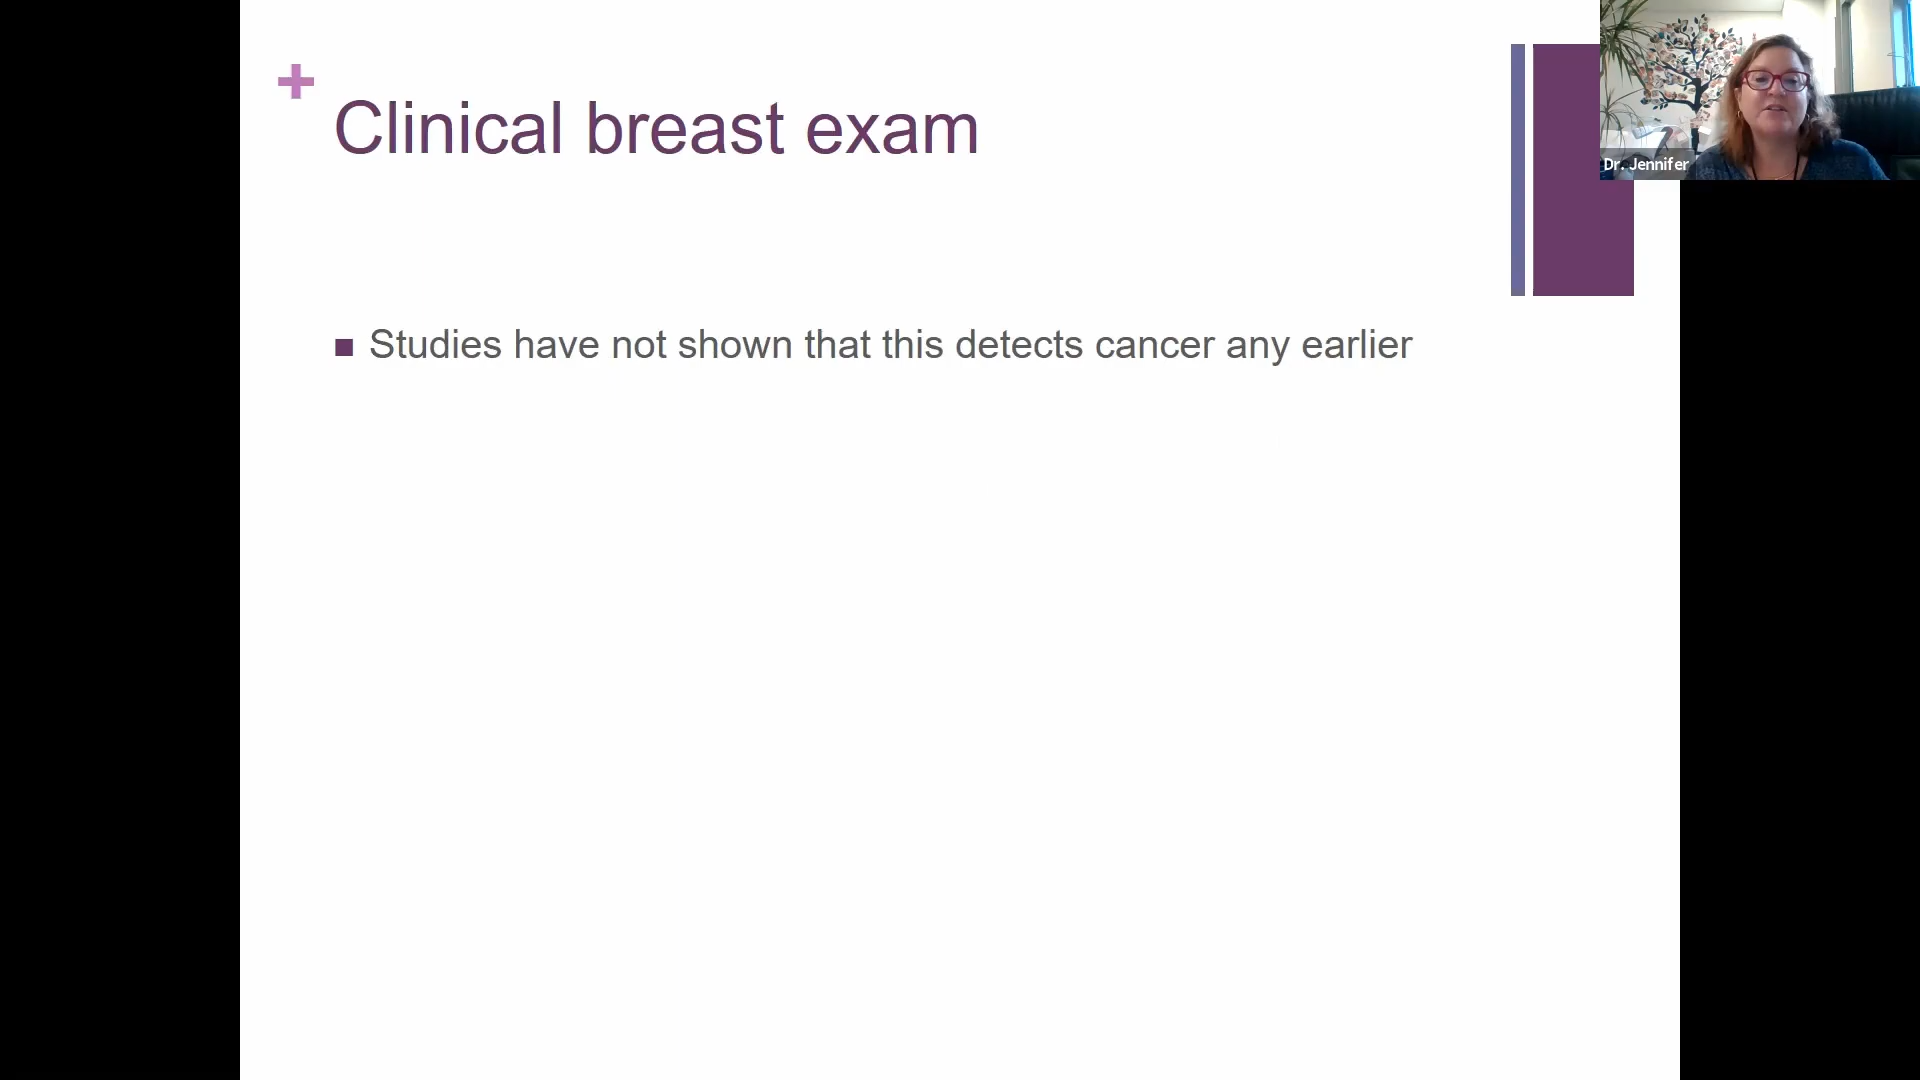 Clinical breast exam
Studies have not shown that this detects cancer any earlier
Dr. Jennifer